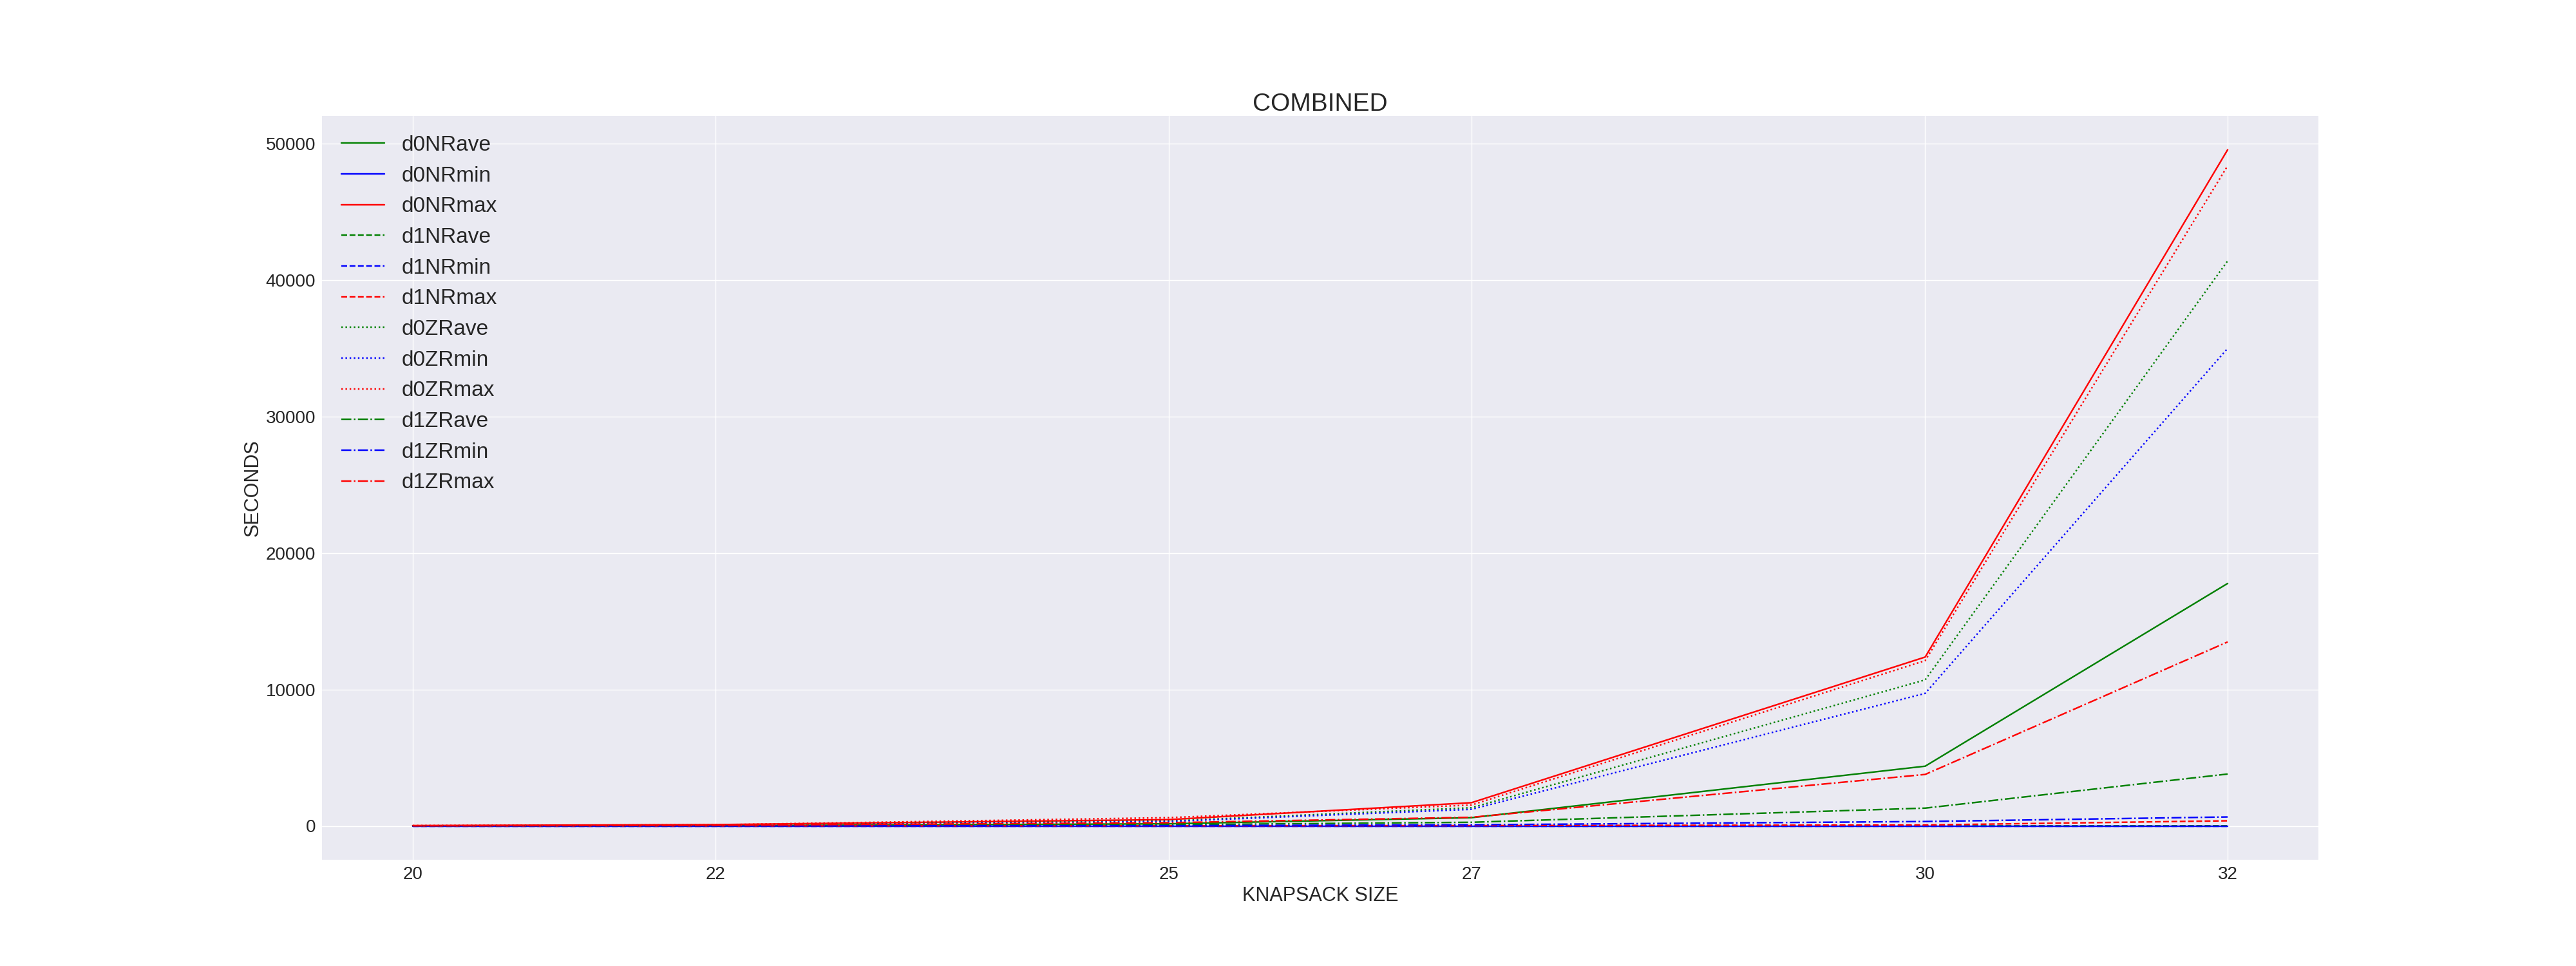 COMBINED
50000
40000
30000
20000
10000
0
SECONDS
d0NRave
d0NRmin
d0NRmax
d1NRave
d1NRmin
d1NRmax
d0ZRave
d0ZRmin
d0ZRmax
d1ZRave
d1ZRmin
d1ZRmax
20 22 25 27 30 32
KNAPSACK SIZE